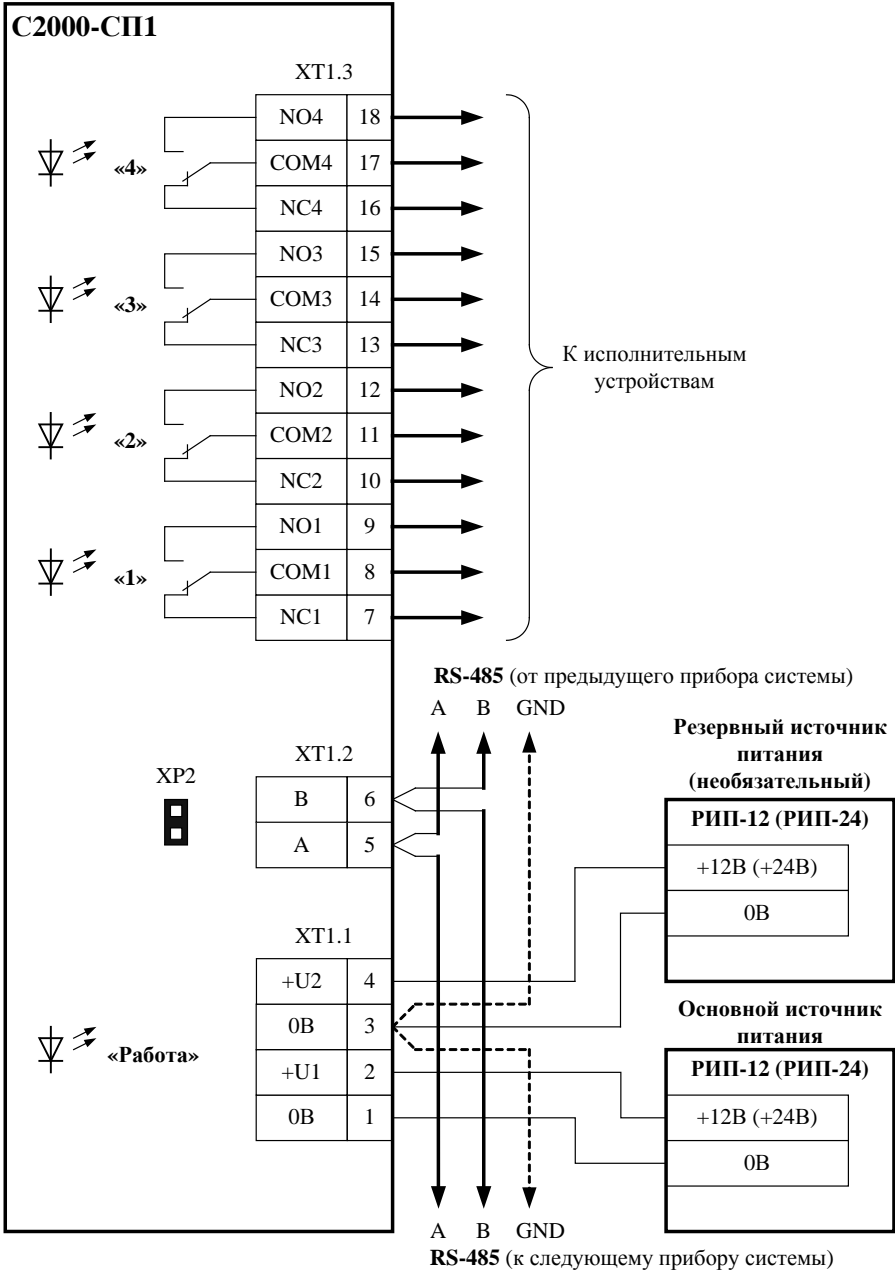 С2000-СП1
XT1.3
NO4 18
«4» COM4 17
NC4 16
NO3 15
«3» COM3 14
NC3 13
NO2 12
«2» COM2 11
NC2 10
NO1 9
«1» COM1 8
NC1 7
К исполнительным
устройствам
RS-485 (от предыдущего прибора системы)
A B GND
XP2
XT1.2
B 6
A 5
Резервный источник
питания
(необязательный)
РИП-12 (РИП-24)
+12В (+24В)
0В
XT1.1
+U2 4
0В 3
«Работа» +U1 2
0В 1
Основной источник
питания
РИП-12 (РИП-24)
+12В (+24В)
0В
A B GND
RS-485 (к следующему прибору системы)